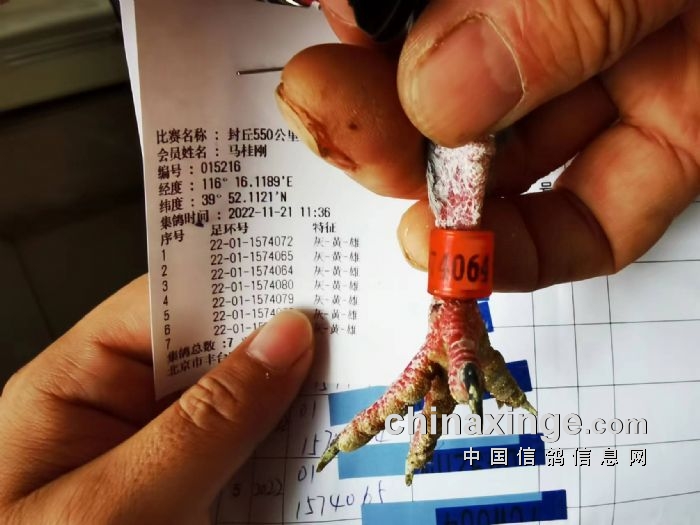 比赛名称 : 封丘550公里
会员姓名 : 马桂刚
编号 : 015216
经度 : 116° 16.1189'E
纬度 : 39° 52.1121'N
集鸽时间 : 2022-11-21 11:36
序号 足环号 特征
1 22-01-1574072 灰-黄-雄
2 22-01-1574065 灰-黄-雄
3 22-01-1574064 灰-黄-雄
4 22-01-1574080 灰-黄-雄
5 22-01-1574079 灰-黄-雄
6 灰-黄-雄
7 灰-黄-雄
集鸽总数 : 7
北京市丰台
74064
chinaxinge.com
中国信鸽信息网
01
01
5 2022
1574065